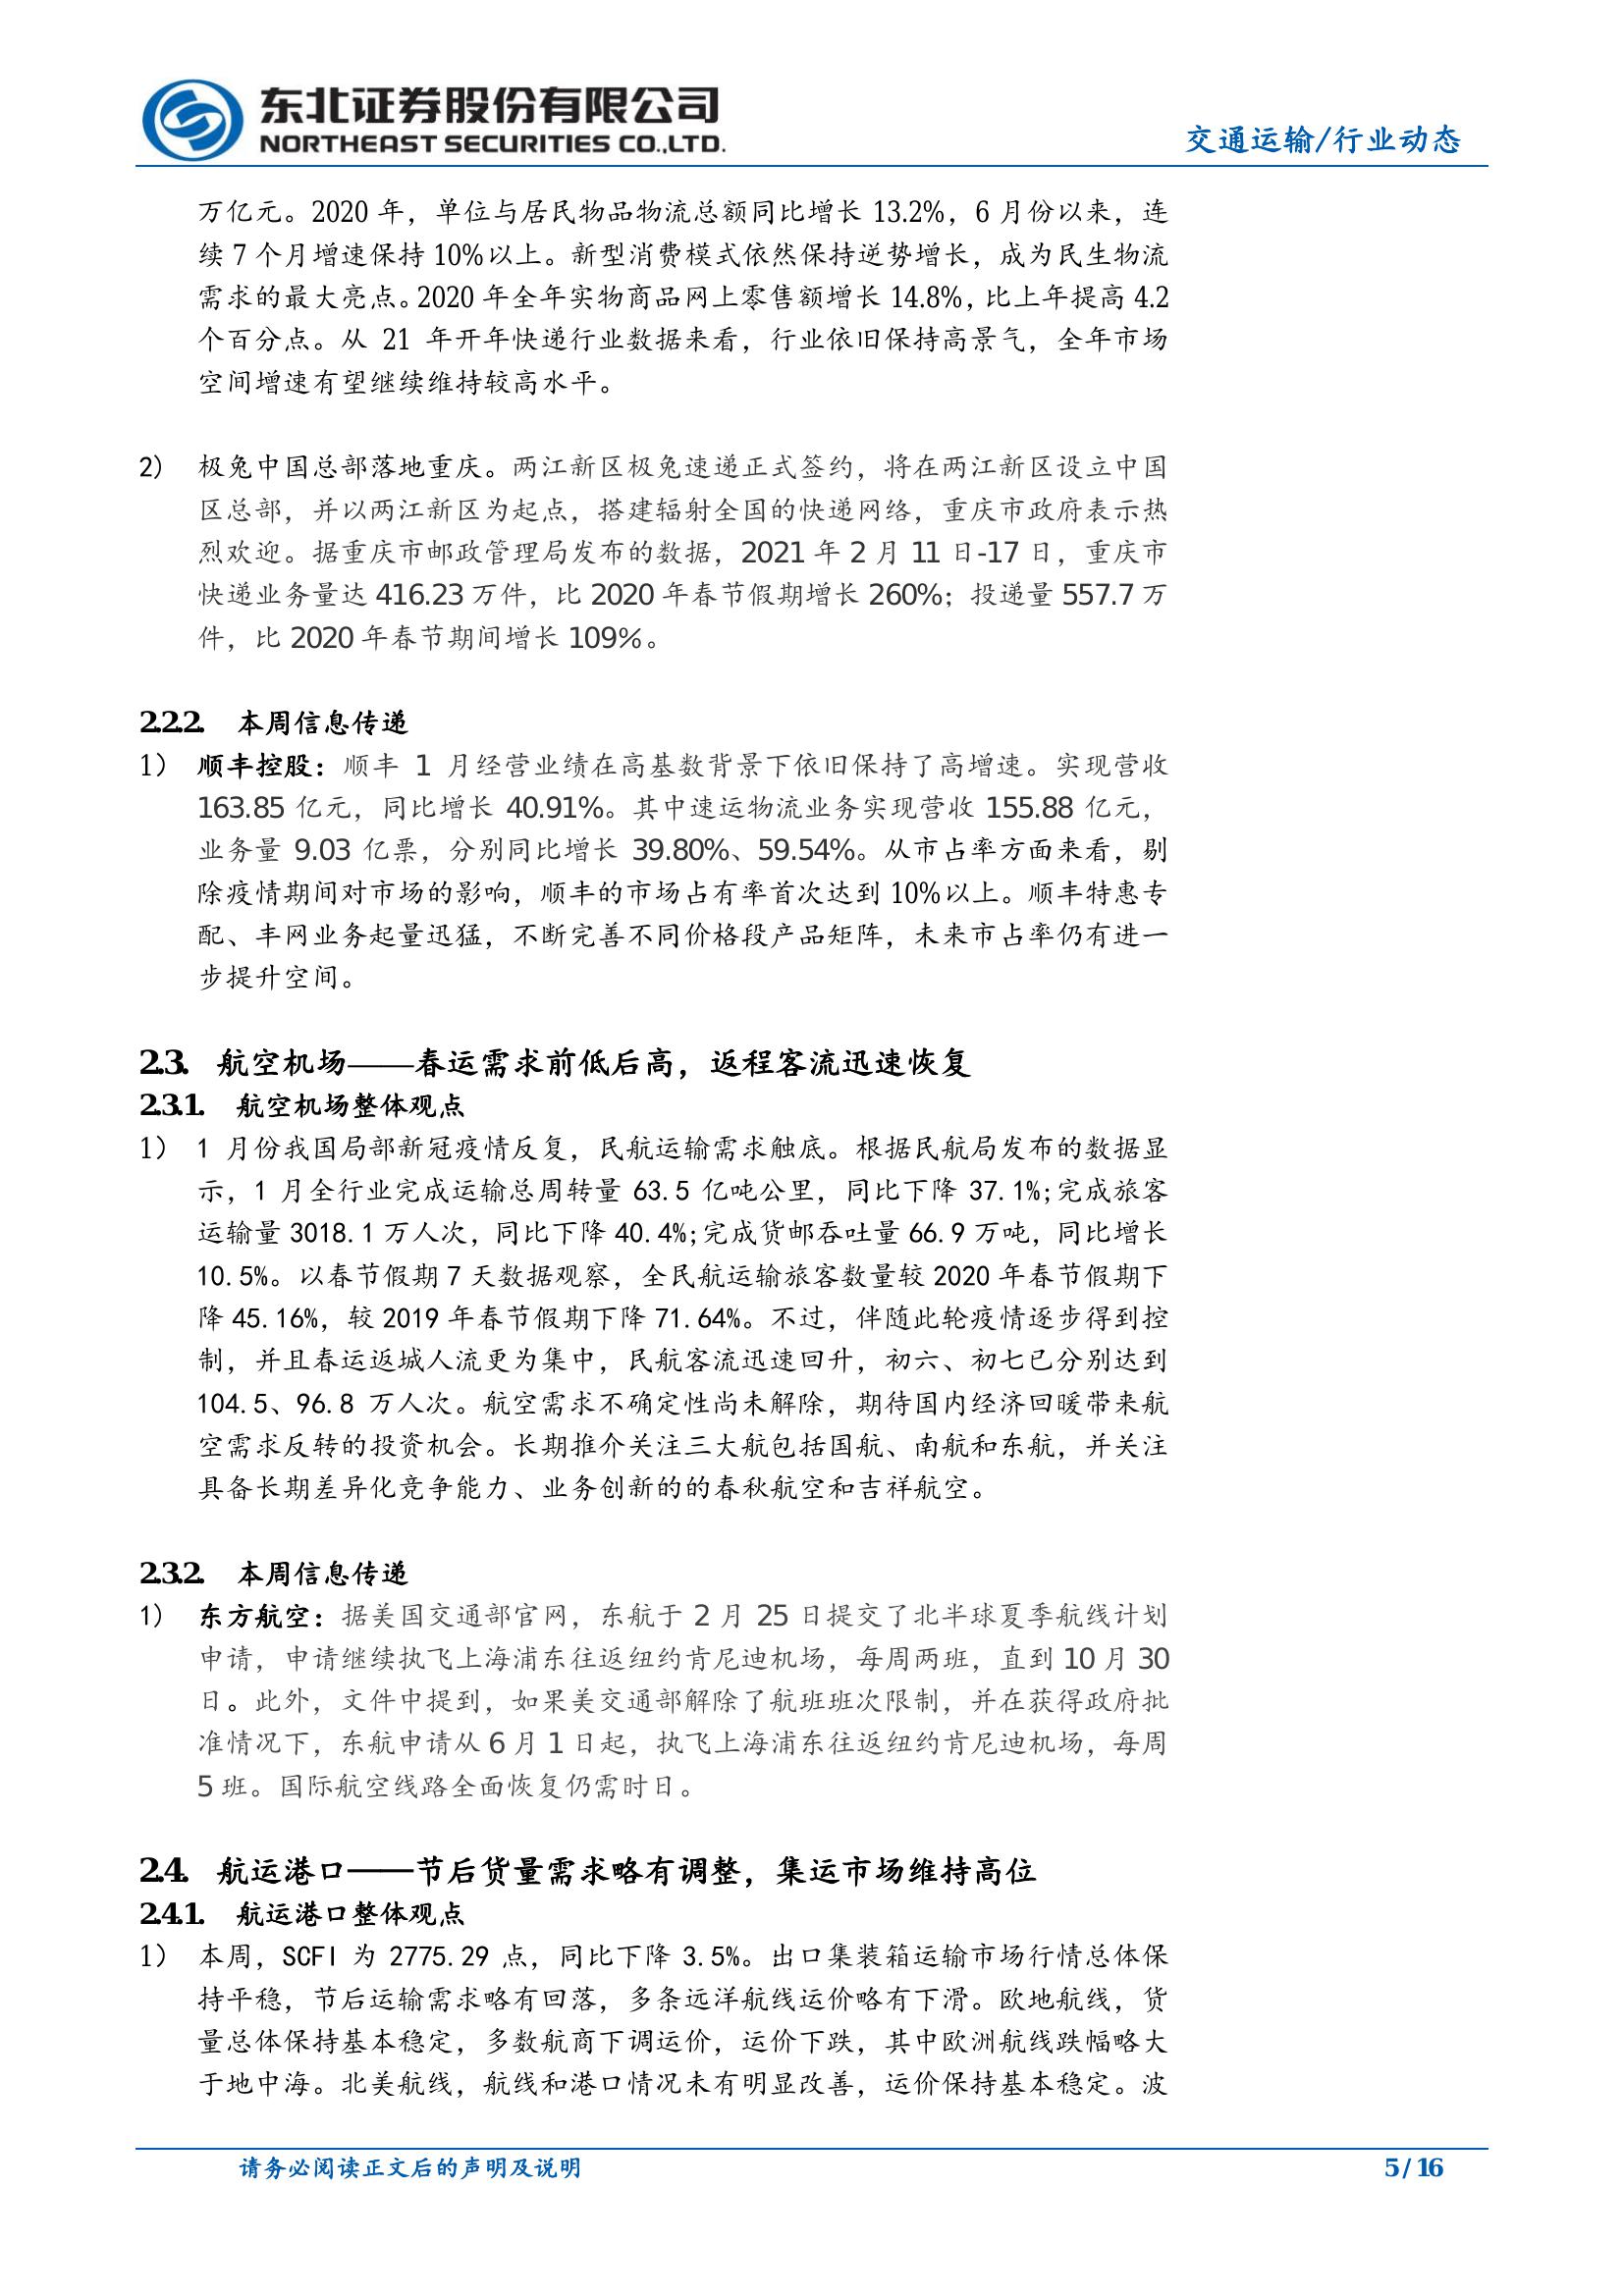 东北证券股份有限公司
NORTHEAST SECURITIES CO.,LTD.
交通运输/行业动态
万亿元。2020 年，单位与居民物品物流总额同比增长 13.2%，6 月份以来，连
续 7 个月增速保持 10%以上。新型消费模式依然保持逆势增长，成为民生物流
需求的最大亮点。2020 年全年实物商品网上零售额增长 14.8%，比上年提高 4.2
个百分点。从 21 年开年快递行业数据来看，行业依旧保持高景气，全年市场
空间增速有望继续维持较高水平。
2） 极兔中国总部落地重庆。两江新区极兔速递正式签约，将在两江新区设立中国
区总部，并以两江新区为起点，搭建辐射全国的快递网络，重庆市政府表示热
烈欢迎。据重庆市邮政管理局发布的数据，2021 年 2 月 11 日-17 日，重庆市
快递业务量达 416.23 万件，比 2020 年春节假期增长 260%；投递量 557.7 万
件，比 2020 年春节期间增长 109%。
2.2.2. 本周信息传递
1） 顺丰控股：顺丰 1 月经营业绩在高基数背景下依旧保持了高增速。实现营收
163.85 亿元，同比增长 40.91%。其中速运物流业务实现营收 155.88 亿元，
业务量 9.03 亿票，分别同比增长 39.80%、59.54%。从市占率方面来看，剔
除疫情期间对市场的影响，顺丰的市场占有率首次达到 10%以上。顺丰特惠专
配、丰网业务起量迅猛，不断完善不同价格段产品矩阵，未来市占率仍有进一
步提升空间。
2.3. 航空机场——春运需求前低后高，返程客流迅速恢复
2.3.1. 航空机场整体观点
1） 1 月份我国局部新冠疫情反复，民航运输需求触底。根据民航局发布的数据显
示，1 月全行业完成运输总周转量 63.5 亿吨公里，同比下降 37.1%;完成旅客
运输量 3018.1 万人次，同比下降 40.4%;完成货邮吞吐量 66.9 万吨，同比增长
10.5%。以春节假期 7 天数据观察，全民航运输旅客数量较 2020 年春节假期下
降 45.16%，较 2019 年春节假期下降 71.64%。不过，伴随此轮疫情逐步得到控
制，并且春运返城人流更为集中，民航客流迅速回升，初六、初七已分别达到
104.5、96.8 万人次。航空需求不确定性尚未解除，期待国内经济回暖带来航
空需求反转的投资机会。长期推介关注三大航包括国航、南航和东航，并关注
具备长期差异化竞争能力、业务创新的的春秋航空和吉祥航空。
2.3.2. 本周信息传递
1） 东方航空：据美国交通部官网，东航于 2 月 25 日提交了北半球夏季航线计划
申请，申请继续执飞上海浦东往返纽约肯尼迪机场，每周两班，直到 10 月 30
日。此外，文件中提到，如果美交通部解除了航班班次限制，并在获得政府批
准情况下，东航申请从 6 月 1 日起，执飞上海浦东往返纽约肯尼迪机场，每周
5 班。国际航空线路全面恢复仍需时日。
2.4. 航运港口——节后货量需求略有调整，集运市场维持高位
2.4.1. 航运港口整体观点
1） 本周，SCFI 为 2775.29 点，同比下降 3.5%。出口集装箱运输市场行情总体保
持平稳，节后运输需求略有回落，多条远洋航线运价略有下滑。欧地航线，货
量总体保持基本稳定，多数航商下调运价，运价下跌，其中欧洲航线跌幅略大
于地中海。北美航线，航线和港口情况未有明显改善，运价保持基本稳定。波
请务必阅读正文后的声明及说明
5 / 16